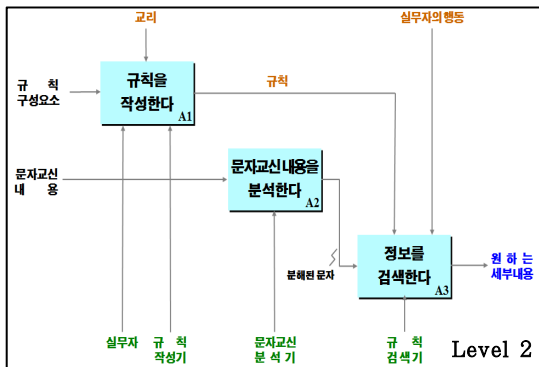 교리
실무자의 행동
규 칙
구성요소
규칙을
작성한다
A1
규칙
문자교신
내 용
문자교신 내용을
분석한다
A2
분해된 문자
정보를
검색한다
A3
원 하 는
세부내용
실무자
규 칙
작성기
문자교신
분 석 기
규 칙
검색기
Level 2